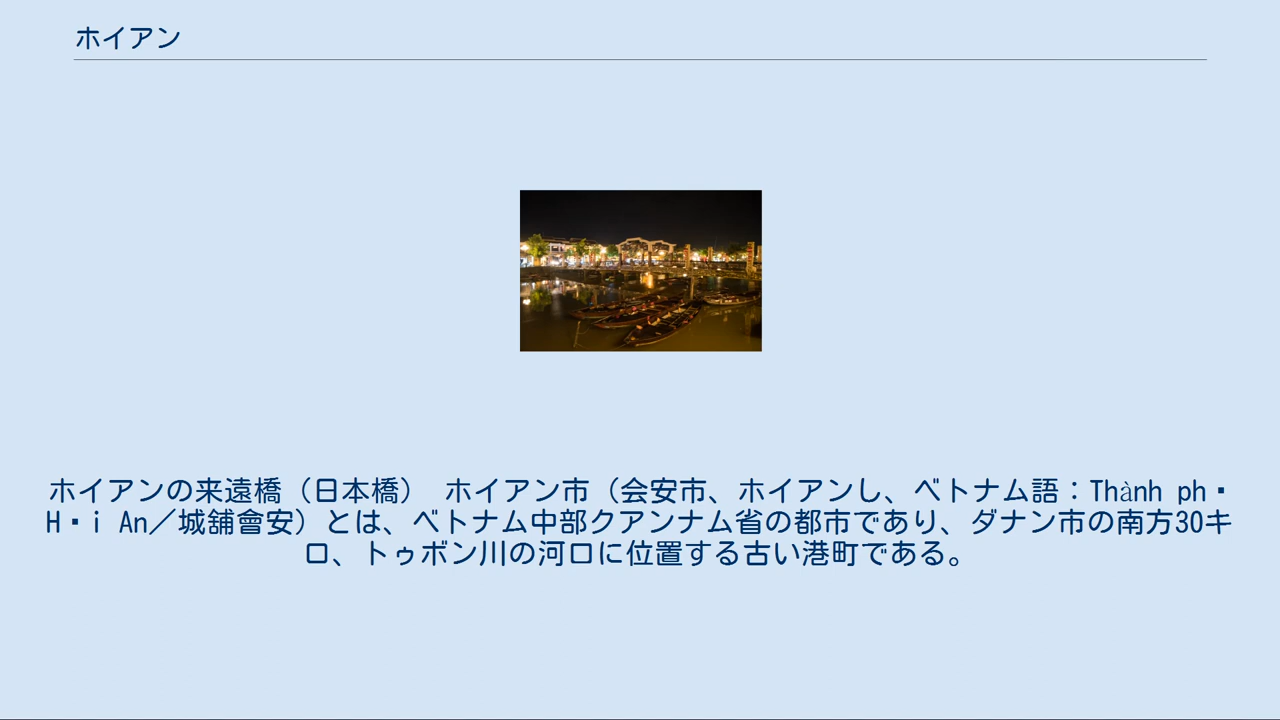 ホイアン
ホイアンの来遠橋（日本橋） ホイアン市（会安市、ホイアンし、ベトナム語：Thành ph・
H・i An／城舗會安）とは、ベトナム中部クアンナム省の都市であり、ダナン市の南方30キ
ロ、トゥボン川の河口に位置する古い港町である。